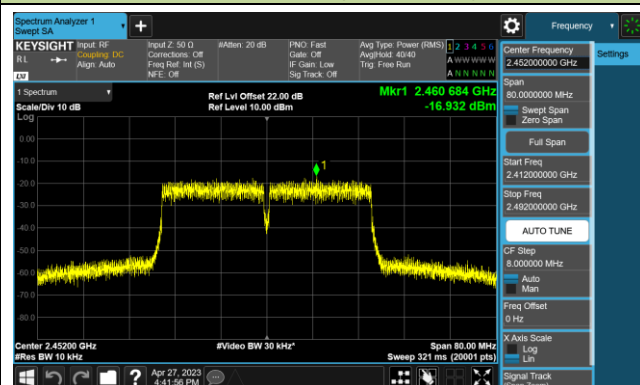 Spectrum Analyzer 1
Swept SA
Frequency
KEYSIGHT
R L
LXI
Input: RF
Coupling: DC
Align: Auto
Input Z: 50 Ω
Corrections: Off
Freq Ref: Int (S)
NFE: Off
#Atten: 20 dB
PNO: Fast
Gate: Off
IF Gain: Low
Sig Track: Off
Avg Type: Power (RMS)
Avg|Hold: 40/40
Trig: Free Run
1 2 3 4 5 6
A W W W W W
A N N N N N
1 Spectrum
Scale/Div 10 dB
Log
Ref Lvl Offset 22.00 dB
Ref Level 10.00 dBm
Mkr1 2.460 684 GHz
-16.932 dBm
1
0.00
-10.0
-20.0
-30.0
-40.0
-50.0
-60.0
-70.0
-80.0
Center 2.45200 GHz
#Res BW 10 kHz
#Video BW 30 kHz*
Span 80.00 MHz
Sweep 321 ms (20001 pts)
Apr 27, 2023
4:41:56 PM
Center Frequency
2.452000000 GHz
Settings
Span
80.0000000 MHz
Swept Span
Zero Span
Full Span
Start Freq
2.412000000 GHz
Stop Freq
2.492000000 GHz
AUTO TUNE
CF Step
8.000000 MHz
Auto
Man
Freq Offset
0 Hz
X Axis Scale
Log
Lin
Signal Track